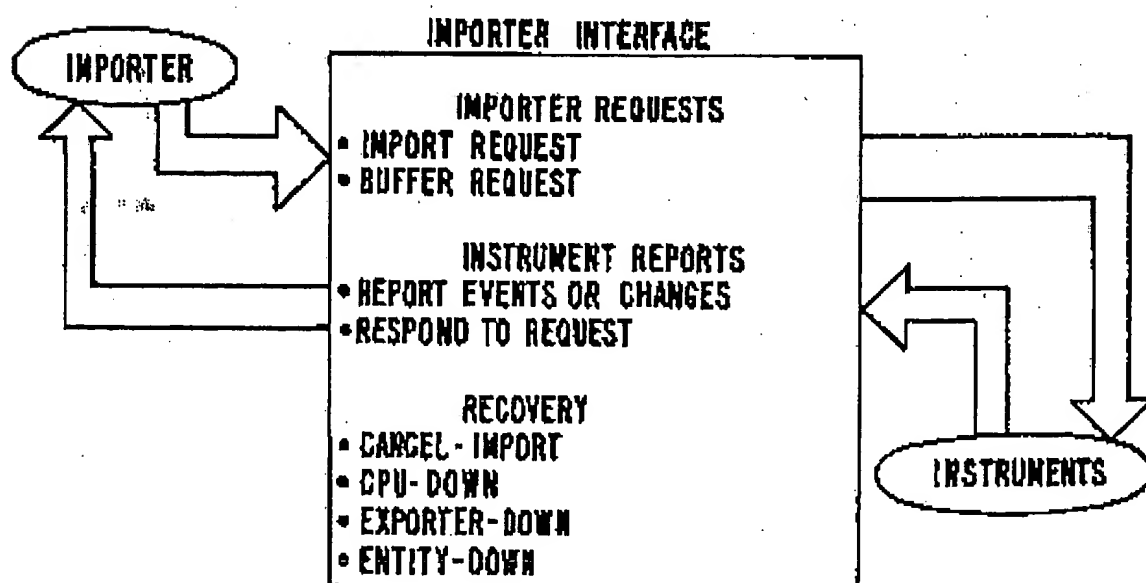 IMPORTER INTERFACE
IMPORTER
IMPORTER REQUESTS
• IMPORT REQUEST
• BUFFER REQUEST
INSTRUMENT REPORTS
• REPORT EVENTS OR CHANGES
• RESPOND TO REQUEST
RECOVERY
• CANCEL-IMPORT
• CPU-DOWN
• EXPORTER-DOWN
• ENTITY-DOWN
INSTRUMENTS